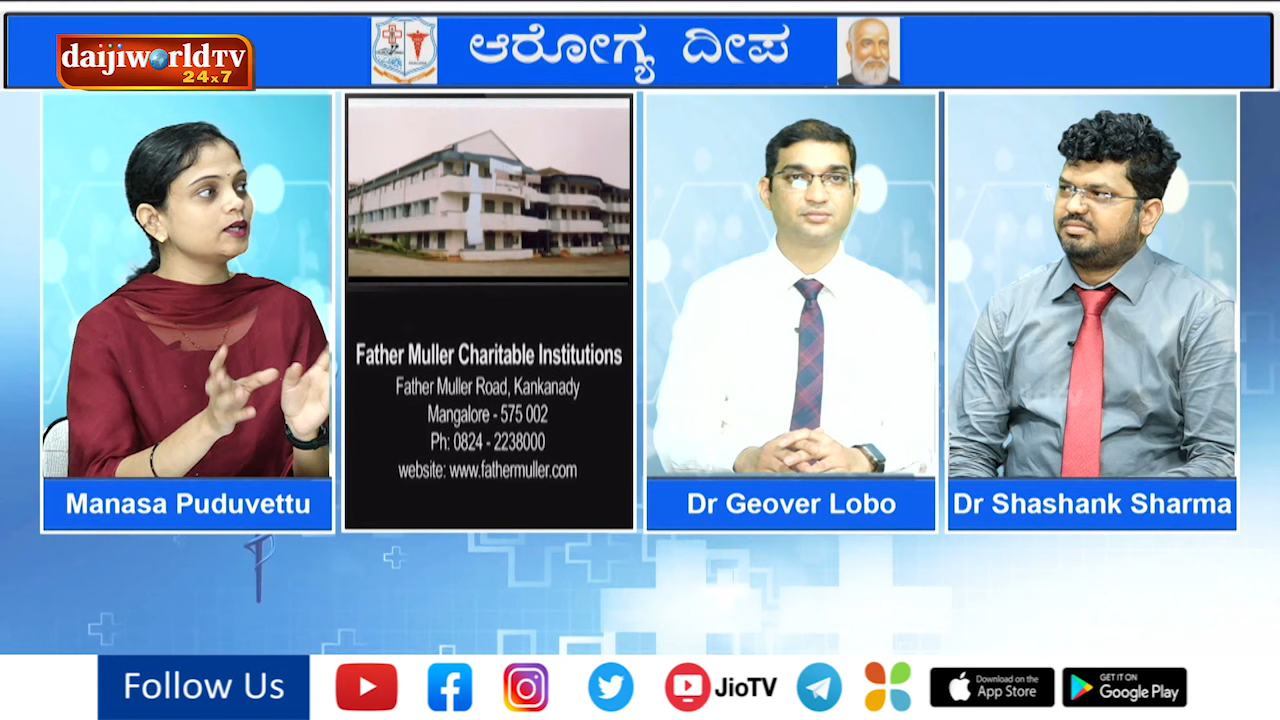 daijiworldTV
24x7
ಆರೋಗ್ಯ ದೀಪ
Manasa Puduvettu
Father Muller Charitable Institutions
Father Muller Road, Kankanady
Mangalore - 575 002
Ph: 0824 - 2238000
website: www.fathermuller.com
Dr Geover Lobo
Dr Shashank Sharma
Follow Us
JioTV
Download on the
App Store
GET IT ON
Google Play